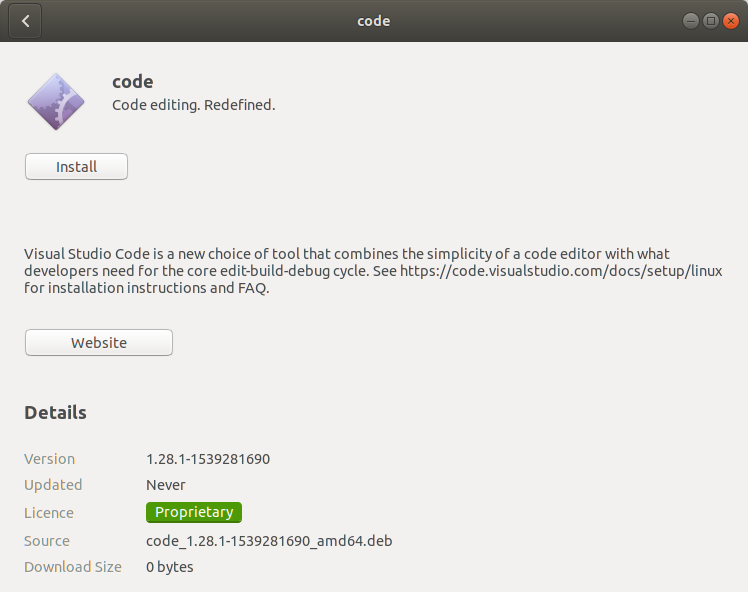 code
code
Code editing. Redefined.
Install
Visual Studio Code is a new choice of tool that combines the simplicity of a code editor with what
developers need for the core edit-build-debug cycle. See https://code.visualstudio.com/docs/setup/linux
for installation instructions and FAQ.
Website
Details
Version 1.28.1-1539281690
Updated Never
Licence Proprietary
Source code_1.28.1-1539281690_amd64.deb
Download Size 0 bytes